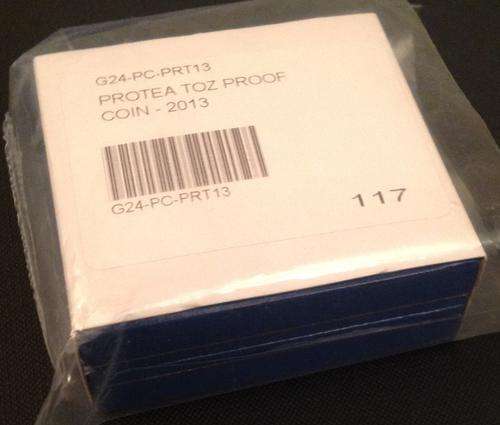 G24-PC-PRT13
PROTEA TOZ PROOF
COIN - 2013
G24-PC-PRT13
117